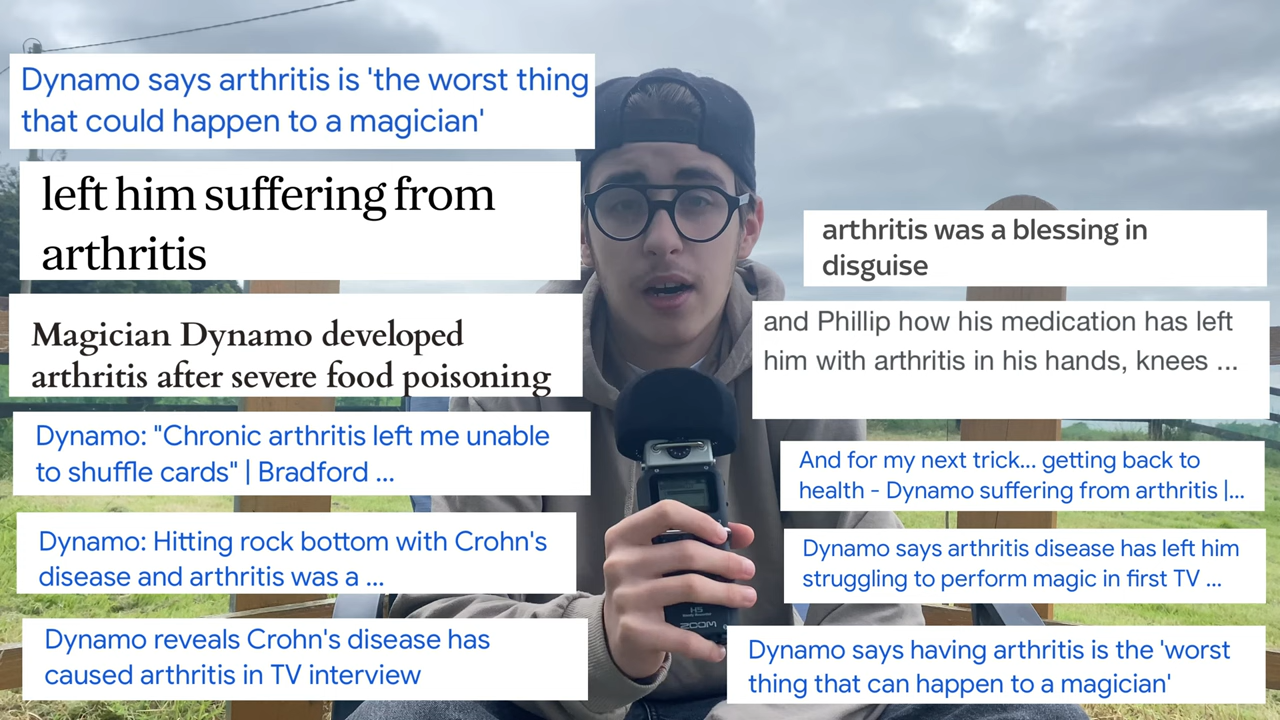 Dynamo says arthritis is 'the worst thing
that could happen to a magician'
left him suffering from
arthritis
Magician Dynamo developed
arthritis after severe food poisoning
Dynamo: "Chronic arthritis left me unable
to shuffle cards" | Bradford ...
Dynamo: Hitting rock bottom with Crohn's
disease and arthritis was a ...
Dynamo reveals Crohn's disease has
caused arthritis in TV interview
arthritis was a blessing in
disguise
and Phillip how his medication has left
him with arthritis in his hands, knees ...
And for my next trick... getting back to
health - Dynamo suffering from arthritis |...
Dynamo says arthritis disease has left him
struggling to perform magic in first TV ...
Dynamo says having arthritis is the 'worst
thing that can happen to a magician'
H5
zoom